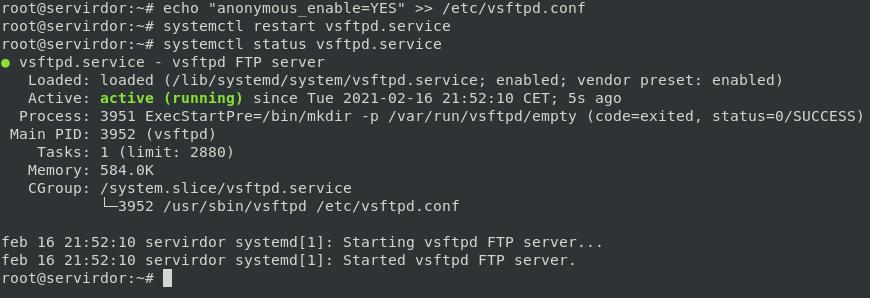 root@servirdor:~# echo "anonymous_enable=YES" >> /etc/vsftpd.conf
root@servirdor:~# systemctl restart vsftpd.service
root@servirdor:~# systemctl status vsftpd.service
● vsftpd.service - vsftpd FTP server
   Loaded: loaded (/lib/systemd/system/vsftpd.service; enabled; vendor preset: enabled)
   Active: active (running) since Tue 2021-02-16 21:52:10 CET; 5s ago
  Process: 3951 ExecStartPre=/bin/mkdir -p /var/run/vsftpd/empty (code=exited, status=0/SUCCESS)
 Main PID: 3952 (vsftpd)
    Tasks: 1 (limit: 2880)
   Memory: 584.0K
   CGroup: /system.slice/vsftpd.service
           └─3952 /usr/sbin/vsftpd /etc/vsftpd.conf

feb 16 21:52:10 servirdor systemd[1]: Starting vsftpd FTP server...
feb 16 21:52:10 servirdor systemd[1]: Started vsftpd FTP server.
root@servirdor:~#